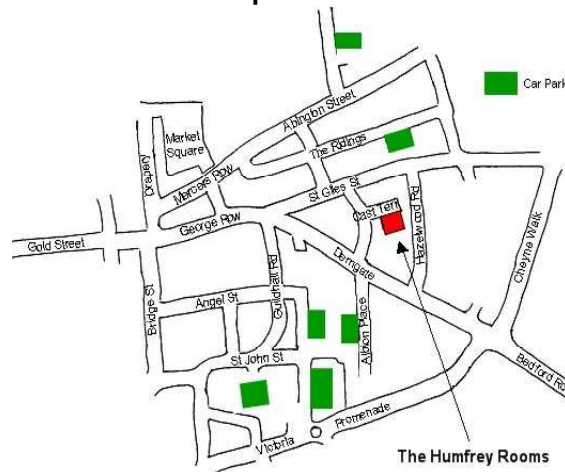 Car Park
Abington Street
Market
Square
The Ridings
Drapery
Mercers Row
St Giles St
Cast Terr
Hazelwood Rd
George Row
Gold Street
Derngate
Cheyne Walk
Guildhall Rd
Bridge St
Angel St
Albion Place
St John St
Bedford Ro
Promenade
Victoria
The Humfrey Rooms